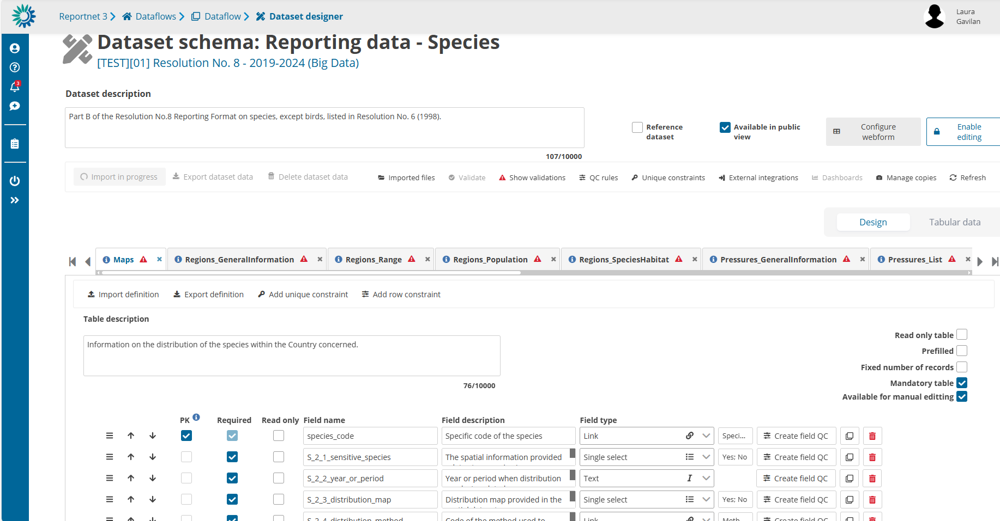 Reportnet 3
Dataflows
Dataflow
Dataset designer
Laura
Gavilan
3
Dataset schema: Reporting data - Species
[TEST][01] Resolution No. 8 - 2019-2024 (Big Data)
Dataset description
Part B of the Resolution No.8 Reporting Format on species, except birds, listed in Resolution No. 6 (1998).
107/10000
Reference
dataset
Available in public
view
Configure
webform
Enable
editing
Import in progress
Export dataset data
Delete dataset data
Imported files
Validate
Show validations
QC rules
Unique constraints
External integrations
Dashboards
Manage copies
Refresh
Design
Tabular data
Maps
Regions_GeneralInformation
Regions_Range
Regions_Population
Regions_SpeciesHabitat
Pressures_GeneralInformation
Pressures_List
Import definition
Export definition
Add unique constraint
Add row constraint
Table description
Information on the distribution of the species within the Country concerned.
76/10000
Read only table
Prefilled
Fixed number of records
Mandatory table
Available for manual editting
PK Required Read only Field name Field description Field type
species_code Specific code of the species Link Speci... Create field QC
S_2_1_sensitive_species The spatial information provided Single select Yes; No Create field QC
S_2_2_year_or_period Year or period when distribution Text Create field QC
S_2_3_distribution_map Distribution map provided in the Single select Yes; No Create field QC
S_2_4_distribution_method Code of the method used to Link Meth... Create field QC